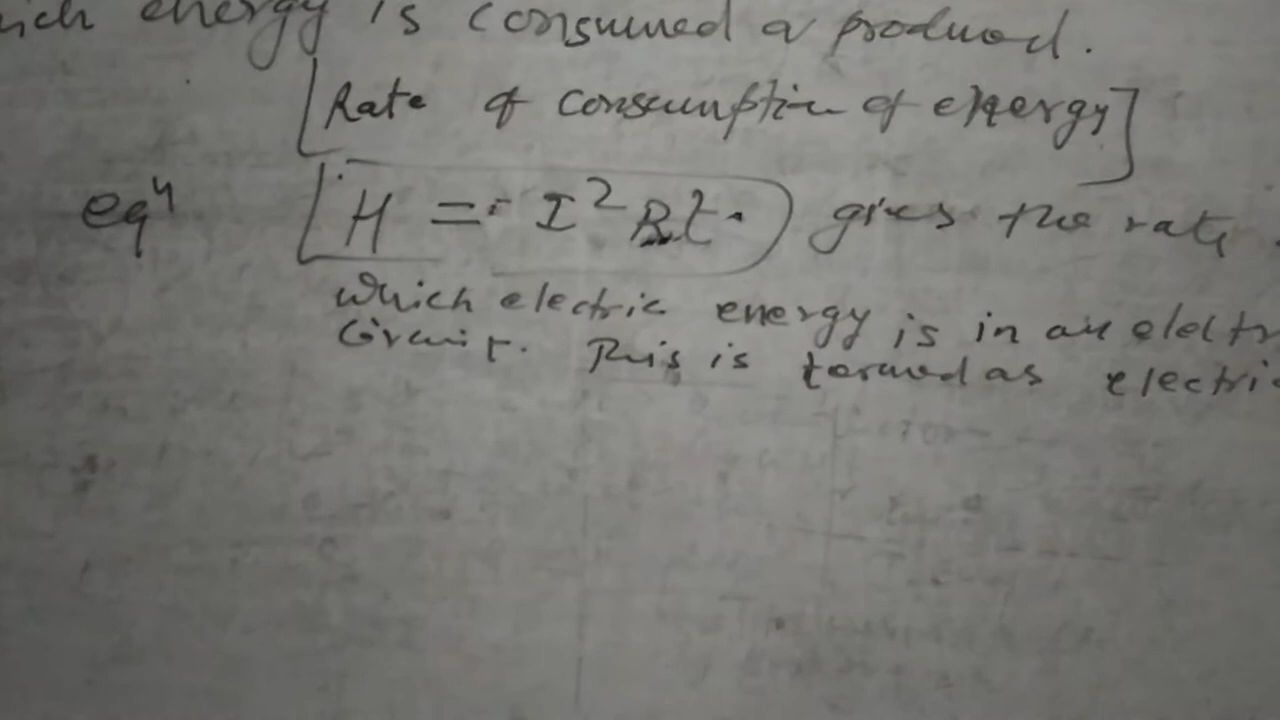 energy is consumed or produced.
[Rate of consumption of energy]
eqn [H = I²Rt.) gives the rate
which electric energy is in an
Circuit. This is termed as